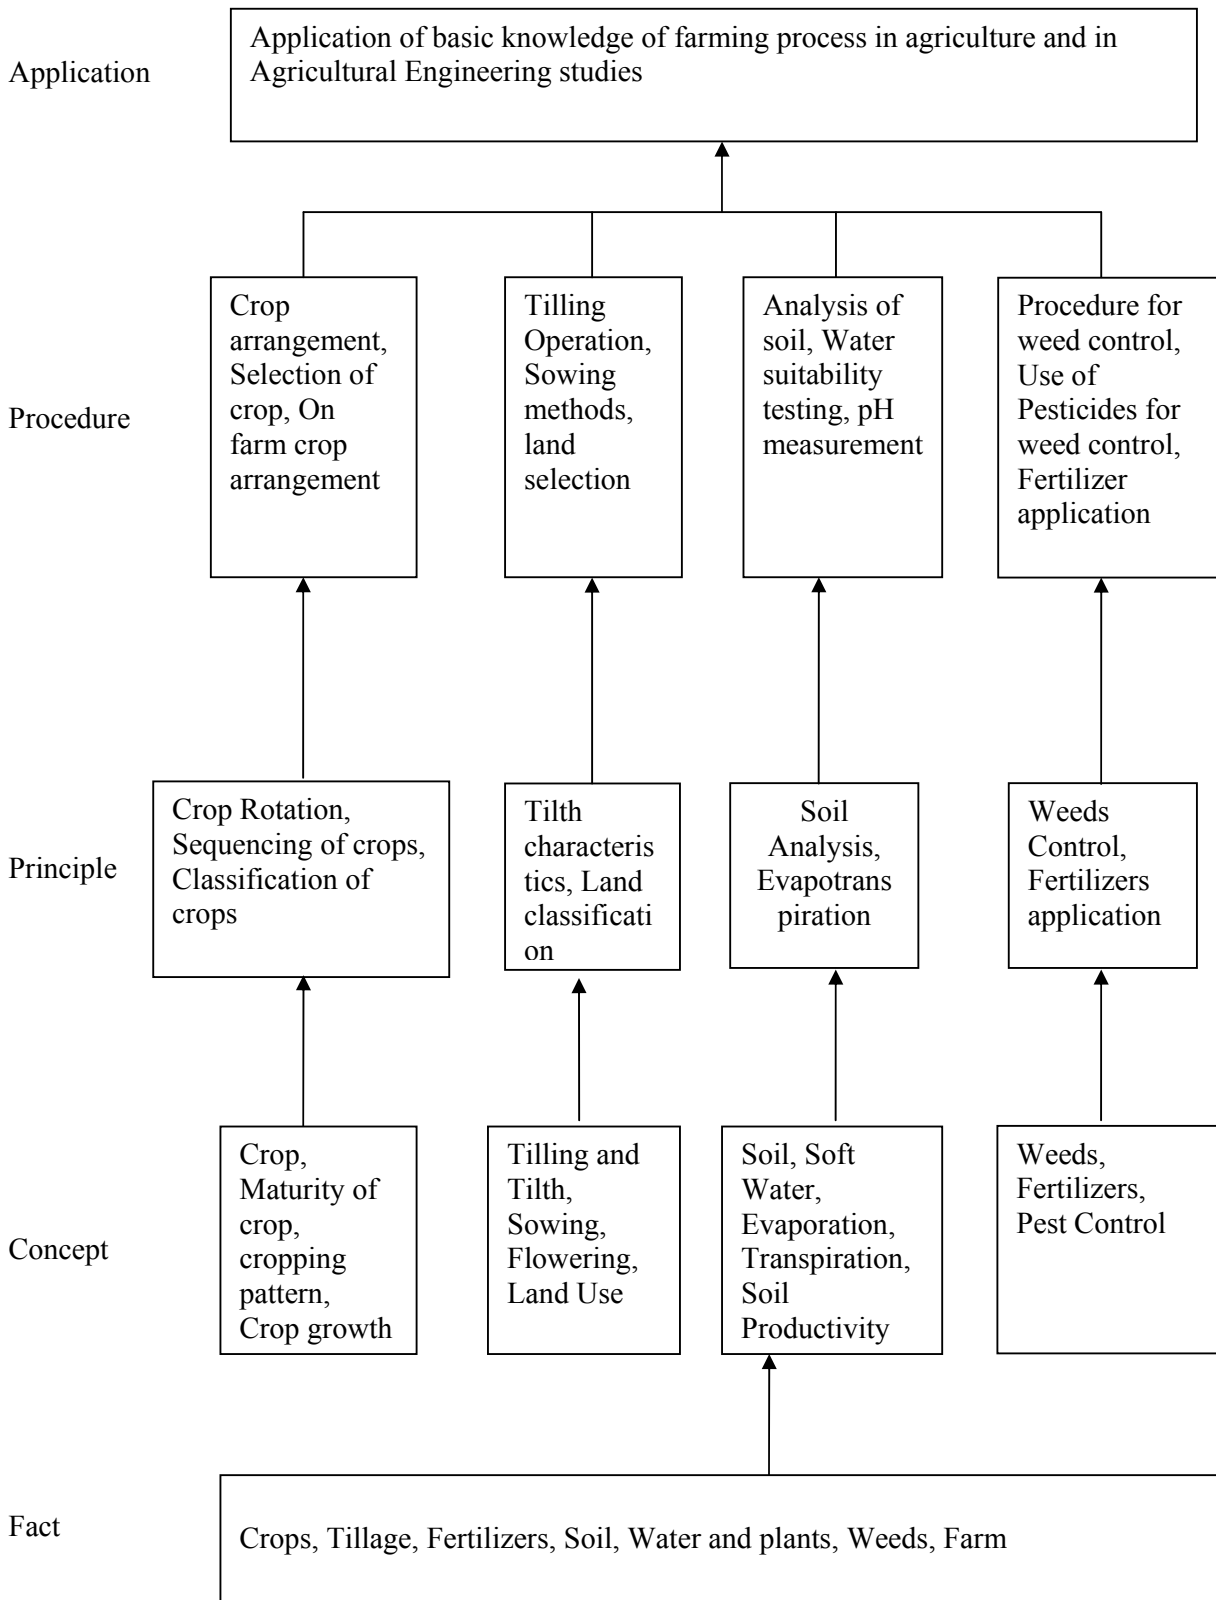 Application
Application of basic knowledge of farming process in agriculture and in
Agricultural Engineering studies
Procedure
Crop
arrangement,
Selection of
crop, On
farm crop
arrangement
Tilling
Operation,
Sowing
methods,
land
selection
Analysis of
soil, Water
suitability
testing, pH
measurement
Procedure for
weed control,
Use of
Pesticides for
weed control,
Fertilizer
application
Principle
Crop Rotation,
Sequencing of crops,
Classification of
crops
Tilth
characteris
tics, Land
classificati
on
Soil
Analysis,
Evapotrans
piration
Weeds
Control,
Fertilizers
application
Concept
Crop,
Maturity of
crop,
cropping
pattern,
Crop growth
Tilling and
Tilth,
Sowing,
Flowering,
Land Use
Soil, Soft
Water,
Evaporation,
Transpiration,
Soil
Productivity
Weeds,
Fertilizers,
Pest Control
Fact
Crops, Tillage, Fertilizers, Soil, Water and plants, Weeds, Farm